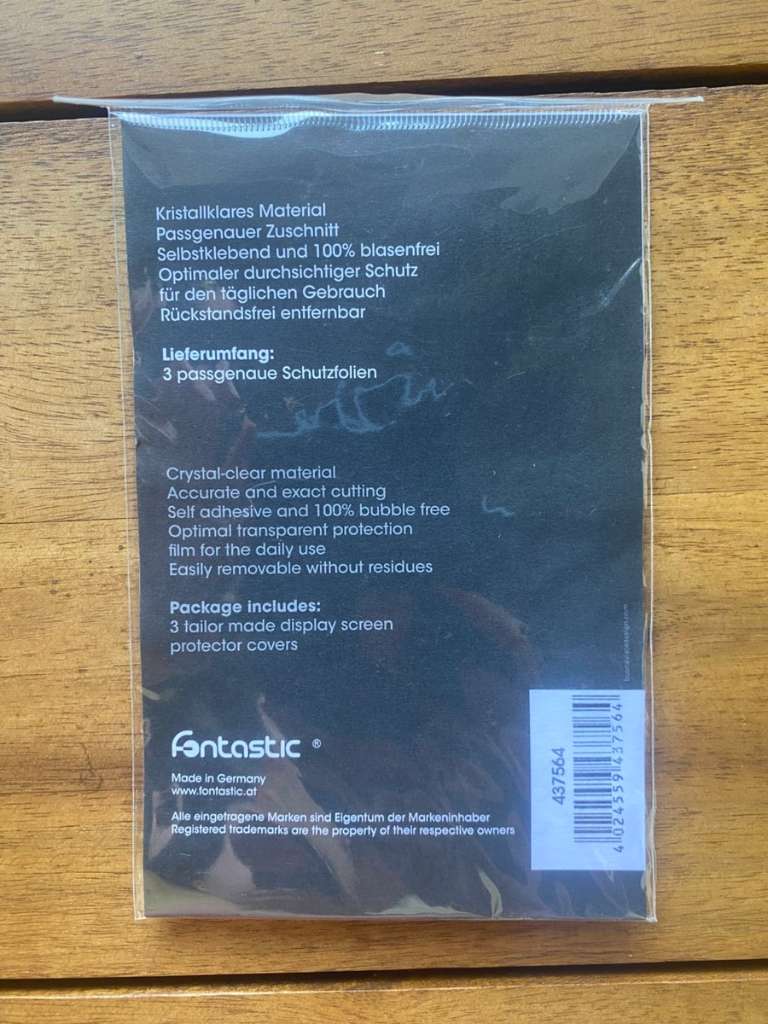 Kristallklares Material
Passgenauer Zuschnitt
Selbstklebend und 100% blasenfrei
Optimaler durchsichtiger Schutz
für den täglichen Gebrauch
Rückstandsfrei entfernbar
Lieferumfang:
3 passgenaue Schutzfolien
Crystal-clear material
Accurate and exact cutting
Self adhesive and 100% bubble free
Optimal transparent protection
film for the daily use
Easily removable without residues
Package includes:
3 tailor made display screen
protector covers
fontastic ®
Made in Germany
www.fontastic.at
Alle eingetragene Marken sind Eigentum der Markeninhaber
Registered trademarks are the property of their respective owners
437564
4 024559 437564